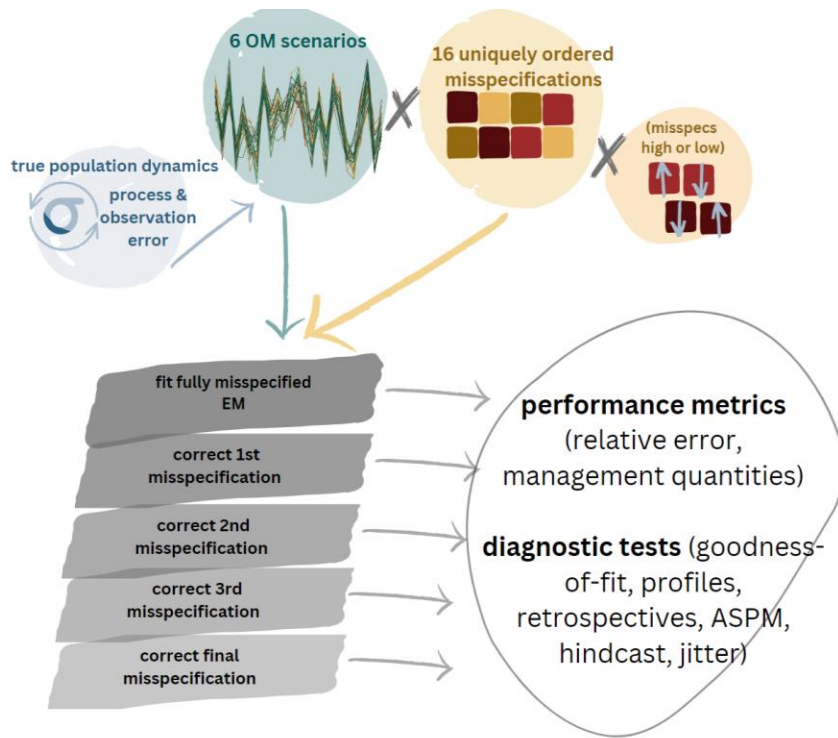 6 OM scenarios
16 uniquely ordered
misspecifications
(misspecs
high or low)
true population dynamics
process &
observation
error
fit fully misspecified
EM
correct 1st
misspecification
correct 2nd
misspecification
correct 3rd
misspecification
correct final
misspecification
performance metrics
(relative error,
management quantities)
diagnostic tests (goodness-
of-fit, profiles,
retrospectives, ASPM,
hindcast, jitter)